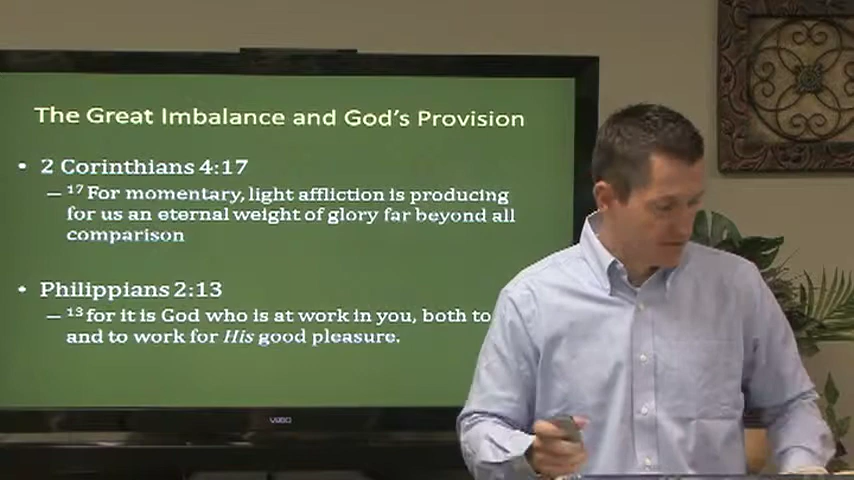 The Great Imbalance and God's Provision
• 2 Corinthians 4:17
– 17 For momentary, light affliction is producing
for us an eternal weight of glory far beyond all
comparison
• Philippians 2:13
– 13 for it is God who is at work in you, both to
and to work for His good pleasure.
VIZIO